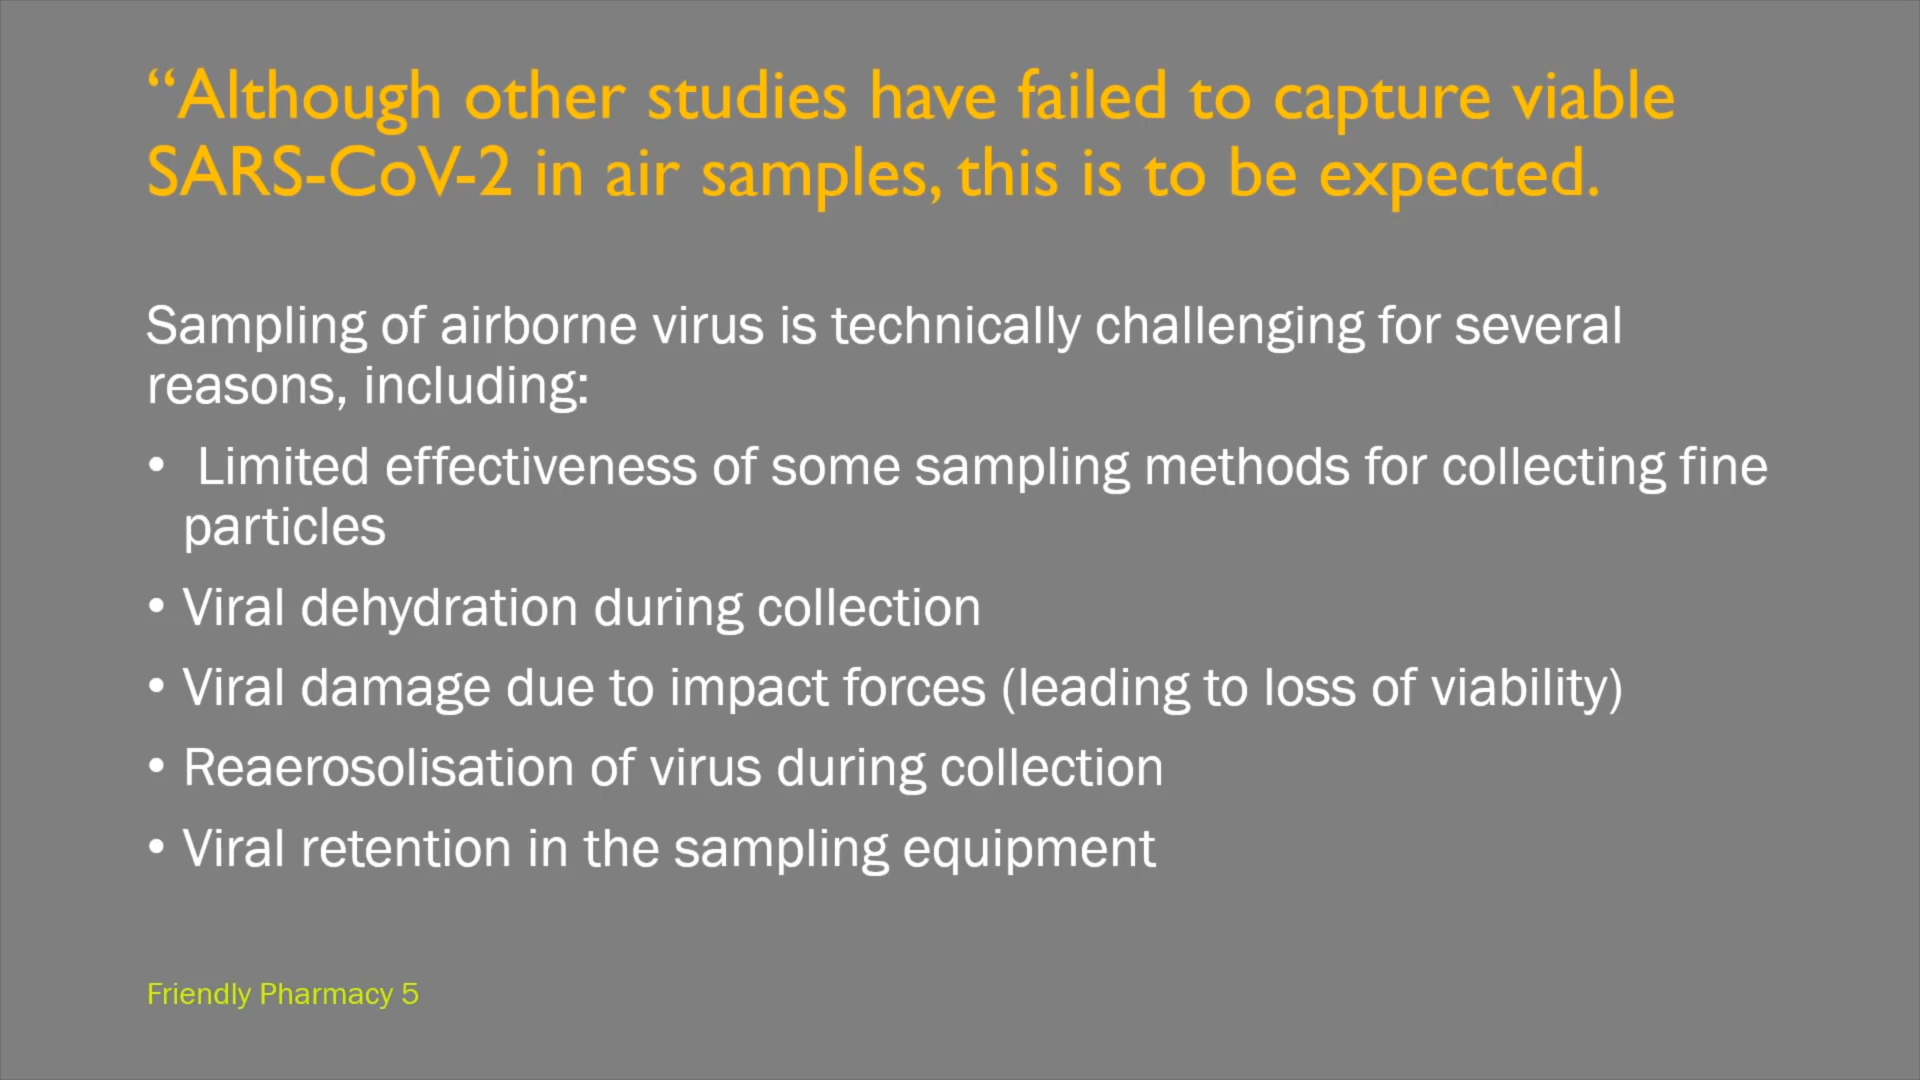 “Although other studies have failed to capture viable
SARS-CoV-2 in air samples, this is to be expected.
Sampling of airborne virus is technically challenging for several
reasons, including:
• Limited effectiveness of some sampling methods for collecting fine
particles
• Viral dehydration during collection
• Viral damage due to impact forces (leading to loss of viability)
• Reaerosolisation of virus during collection
• Viral retention in the sampling equipment
Friendly Pharmacy 5